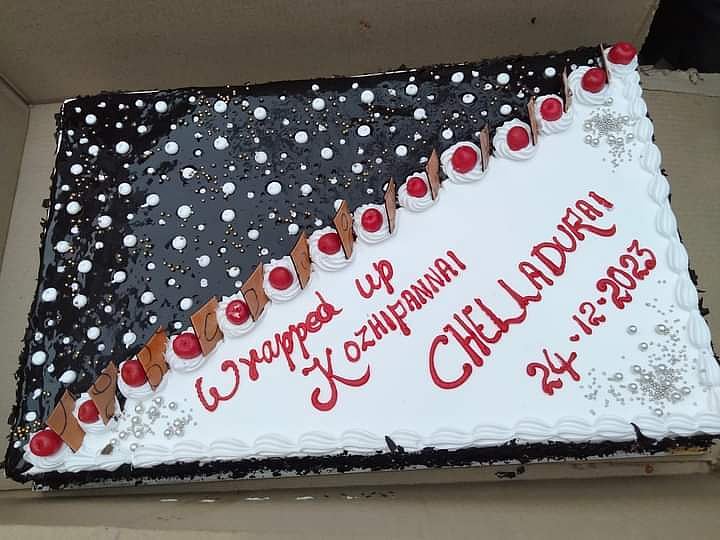 Wrapped up
KOZHIPANNAI
CHELLADURAI
24-12-2023